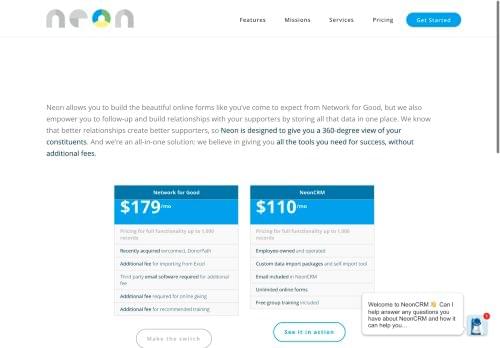 neon
Features Missions Services Pricing Get Started
Neon allows you to build the beautiful online forms like you've come to expect from Network for Good, but we also
empower you to follow-up and build relationships with your supporters by storing all that data in one place. We know
that better relationships create better supporters, so Neon is designed to give you a 360-degree view of your
constituents. And we're an all-in-one solution: we believe in giving you all the tools you need for success, without
additional fees.
Network for Good
$179/mo
Pricing for full functionality up to 1,000
records
Recently acquired DonorPath
Additional fee for importing from Excel
Third party email software required for additional
fee
Additional fee required for online giving
Additional fee for recommended training
Make the switch
NeonCRM
$110/mo
Pricing for full functionality up to 1,000
records
Employee-owned and operated
Custom data import packages and self import tool
Email included in NeonCRM
Unlimited online forms
Free group training included
See it in action
Welcome to NeonCRM 👋 Can I
help answer any questions you
have about NeonCRM and how it
can help you...
1